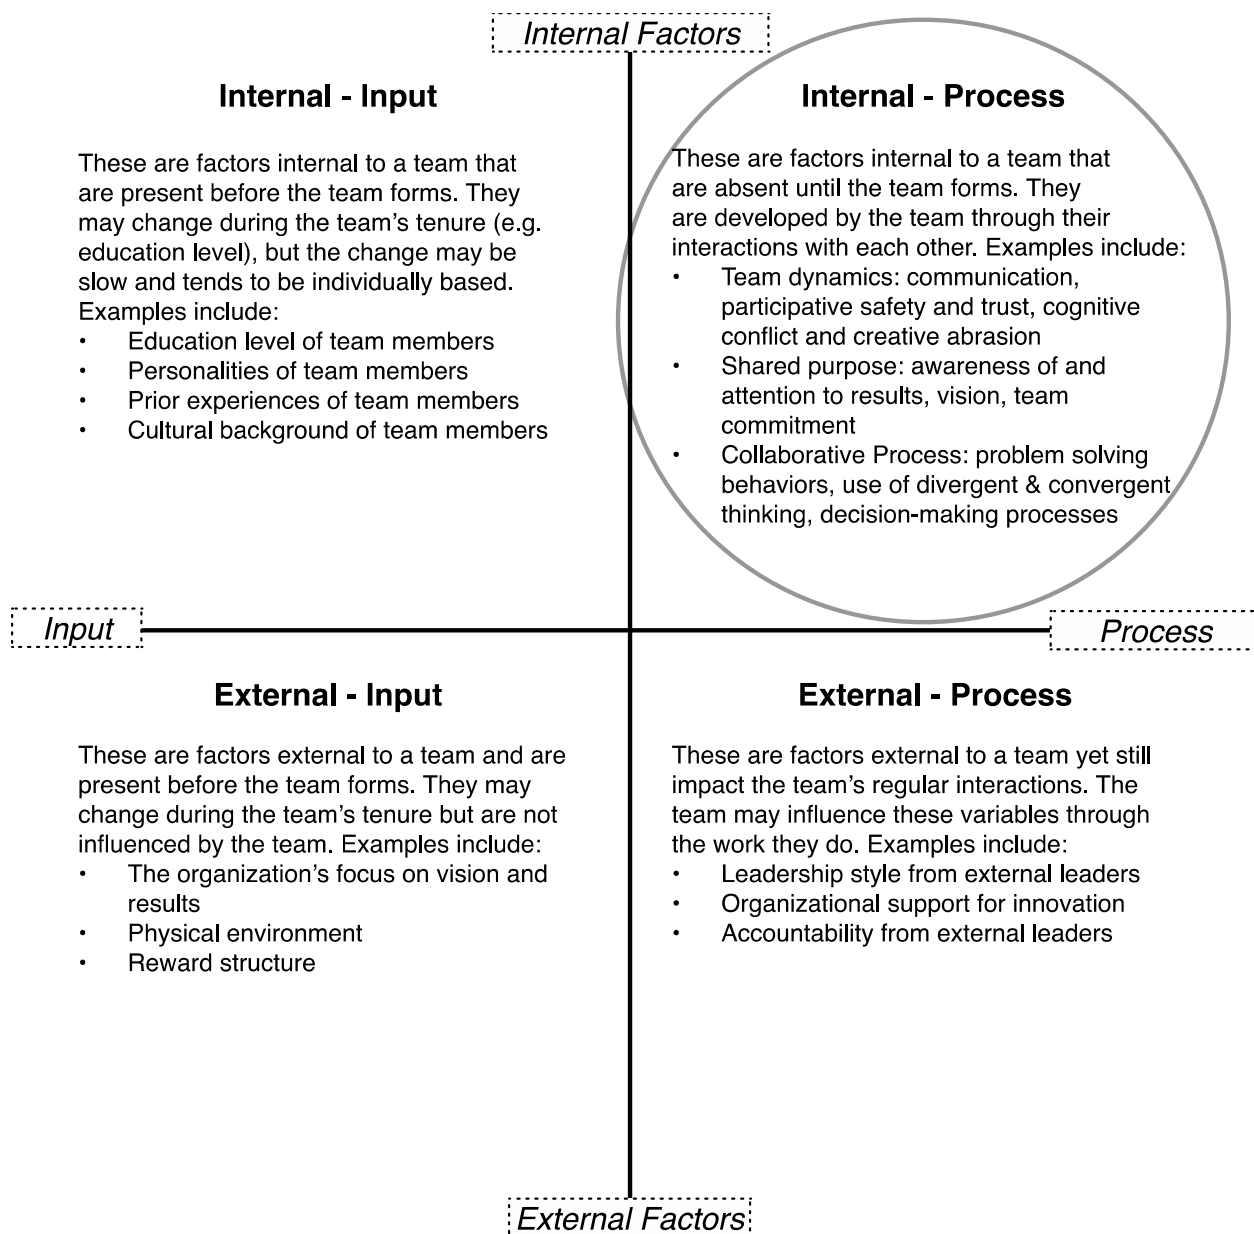 Internal Factors
Internal - Input
These are factors internal to a team that
are present before the team forms. They
may change during the team's tenure (e.g.
education level), but the change may be
slow and tends to be individually based.
Examples include:
• Education level of team members
• Personalities of team members
• Prior experiences of team members
• Cultural background of team members
Internal - Process
These are factors internal to a team that
are absent until the team forms. They
are developed by the team through their
interactions with each other. Examples include:
• Team dynamics: communication,
participative safety and trust, cognitive
conflict and creative abrasion
• Shared purpose: awareness of and
attention to results, vision, team
commitment
• Collaborative Process: problem solving
behaviors, use of divergent & convergent
thinking, decision-making processes
Input
Process
External - Input
These are factors external to a team and are
present before the team forms. They may
change during the team's tenure but are not
influenced by the team. Examples include:
• The organization's focus on vision and
results
• Physical environment
• Reward structure
External - Process
These are factors external to a team yet still
impact the team's regular interactions. The
team may influence these variables through
the work they do. Examples include:
• Leadership style from external leaders
• Organizational support for innovation
• Accountability from external leaders
External Factors